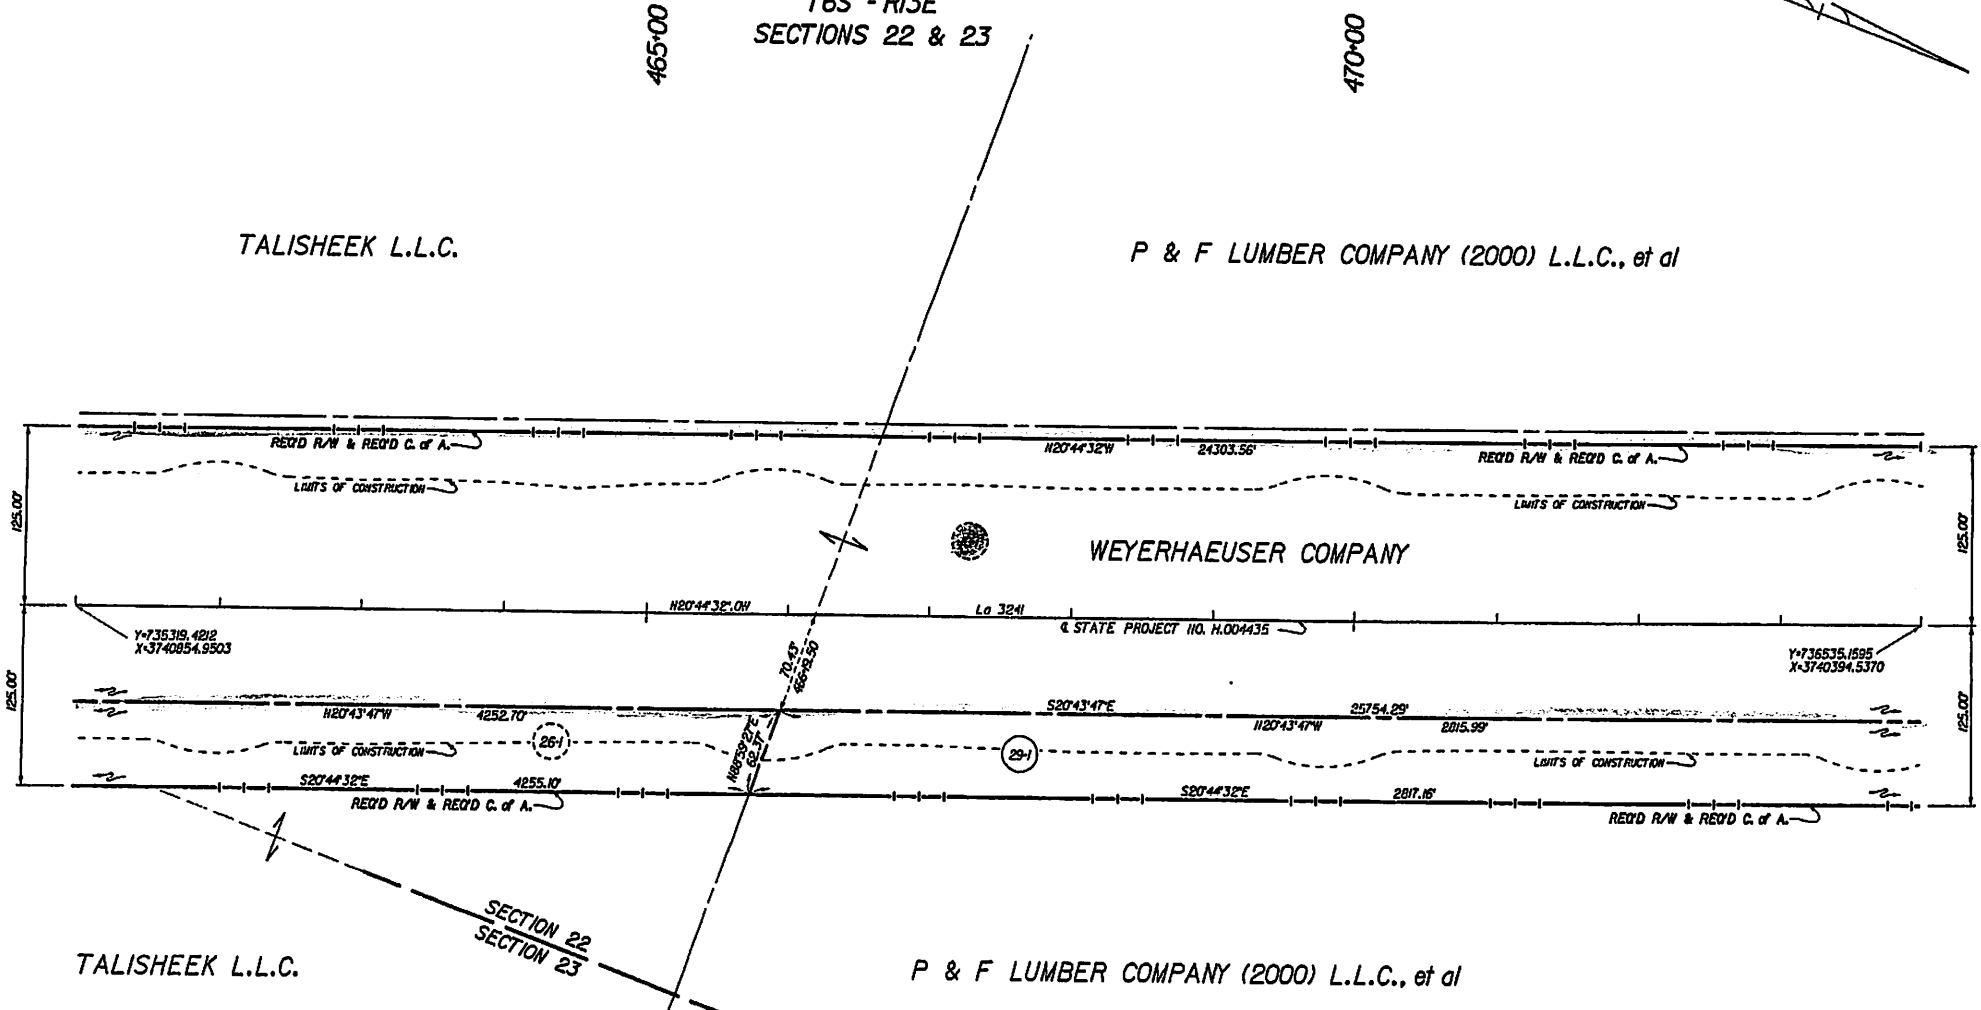 T6S - R13E
SECTIONS 22 & 23
465+00
470+00
TALISHEEK L.L.C.
P & F LUMBER COMPANY (2000) L.L.C., et al
REQ'D R/W & REQ'D C. of A.
N20°44'32"W 24303.56'
REQ'D R/W & REQ'D C. of A.
LIMITS OF CONSTRUCTION
LIMITS OF CONSTRUCTION
125.00'
125.00'
WEYERHAEUSER COMPANY
N20°44'32".0W
La 3241
℄ STATE PROJECT NO. H.004435
Y=735319.4212
X=3740854.9503
Y=736535.1595
X=3740394.5370
70.43'
466+19.50
125.00'
125.00'
N20°43'47"W 4252.70'
S20°43'47"E 25754.29'
N20°43'47"W 2815.99'
N88°59'27"E
62.37'
26-1
29-1
LIMITS OF CONSTRUCTION
LIMITS OF CONSTRUCTION
S20°44'32"E 4255.10'
S20°44'32"E 2817.16'
REQ'D R/W & REQ'D C. of A.
REQ'D R/W & REQ'D C. of A.
SECTION 22
SECTION 23
TALISHEEK L.L.C.
P & F LUMBER COMPANY (2000) L.L.C., et al